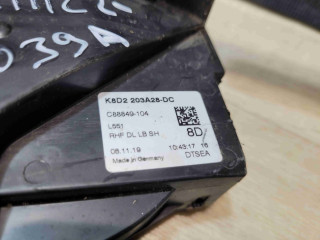 039A
K8D2 203A28-DC
C88849-104
L551
RHF DL LB SH
8D
08.11.19
10:43:17 16
Made in Germany
DTSEA